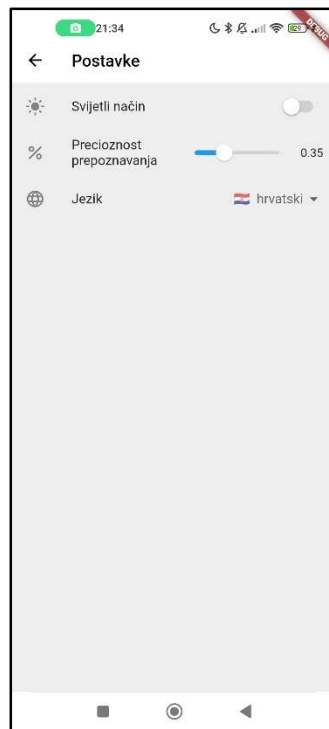 21:34
DEBUG
Postavke
Svijetli način
Precioznost
prepoznavanja
0.35
Jezik
hrvatski